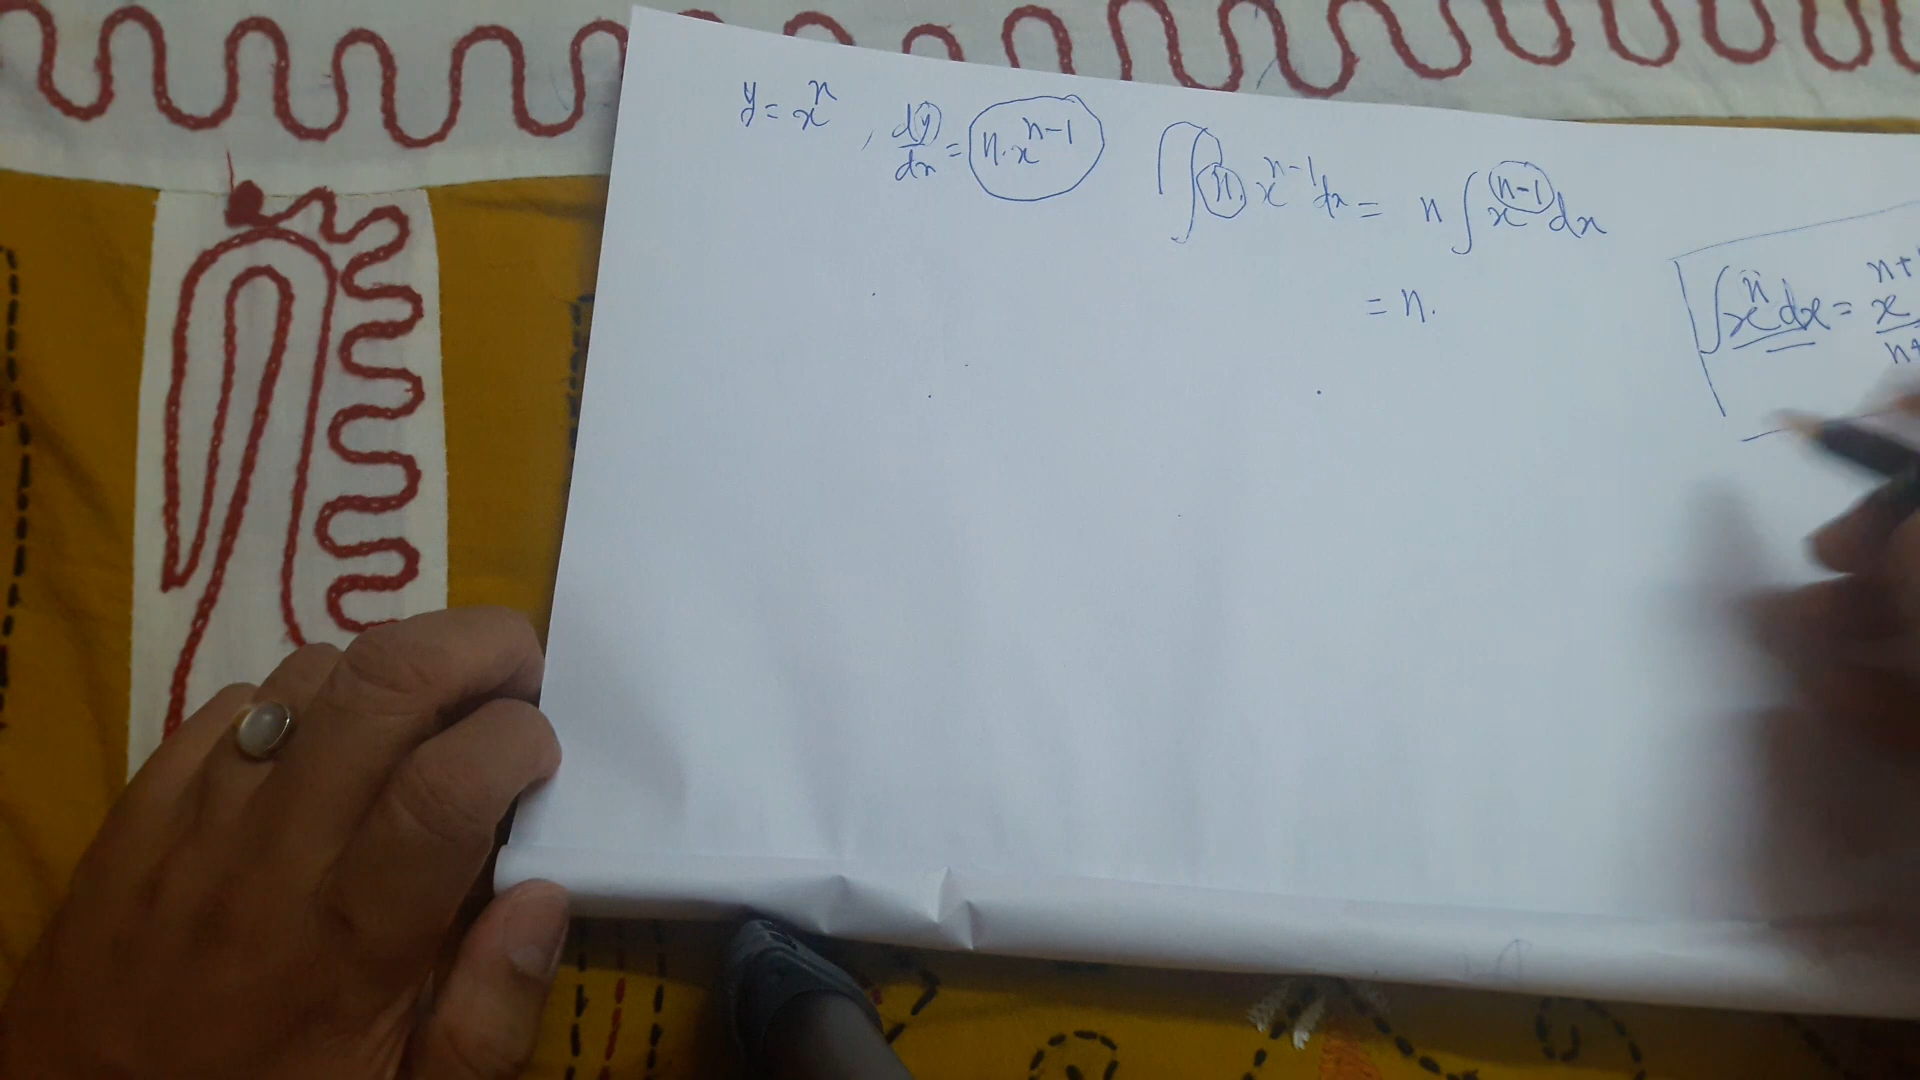 y = x^n , dy/dx = n.x^{n-1} ∫n.x^{n-1}dx = n∫x^{n-1}dx
= n.
∫x^n dx = x^{n+1}/n+